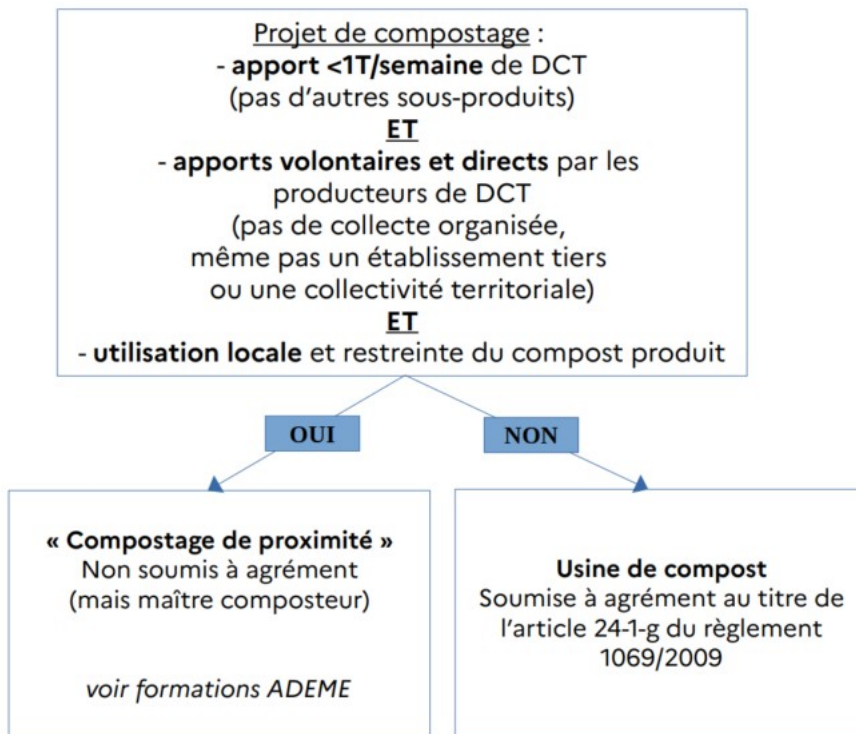 Projet de compostage :
- apport <1T/semaine de DCT
(pas d'autres sous-produits)
ET
- apports volontaires et directs par les
producteurs de DCT
(pas de collecte organisée,
même pas un établissement tiers
ou une collectivité territoriale)
ET
- utilisation locale et restreinte du compost produit
OUI
NON
« Compostage de proximité »
Non soumis à agrément
(mais maître composteur)
voir formations ADEME
Usine de compost
Soumise à agrément au titre de
l'article 24-1-g du règlement
1069/2009